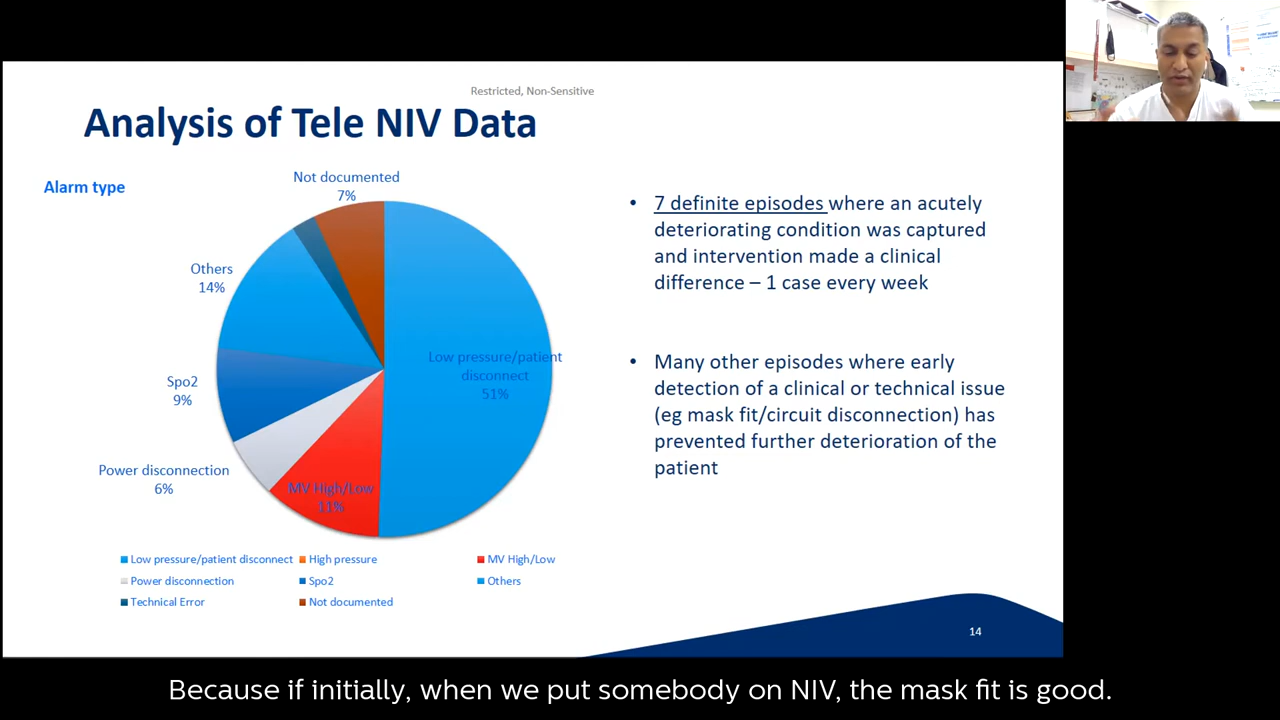 Restricted, Non-Sensitive
Analysis of Tele NIV Data
Alarm type
Not documented
7%
Others
14%
Spo2
9%
Power disconnection
6%
MV High/Low
11%
Low pressure/patient
disconnect
51%
Low pressure/patient disconnect
High pressure
MV High/Low
Power disconnection
Spo2
Others
Technical Error
Not documented
• 7 definite episodes where an acutely
deteriorating condition was captured
and intervention made a clinical
difference – 1 case every week
• Many other episodes where early
detection of a clinical or technical issue
(eg mask fit/circuit disconnection) has
prevented further deterioration of the
patient
14
Because if initially, when we put somebody on NIV, the mask fit is good.